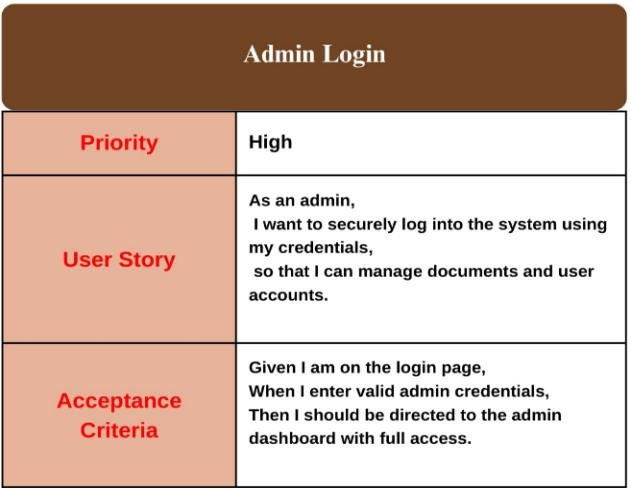 Admin Login
Priority
High
User Story
As an admin,
I want to securely log into the system using
my credentials,
so that I can manage documents and user
accounts.
Acceptance
Criteria
Given I am on the login page,
When I enter valid admin credentials,
Then I should be directed to the admin
dashboard with full access.